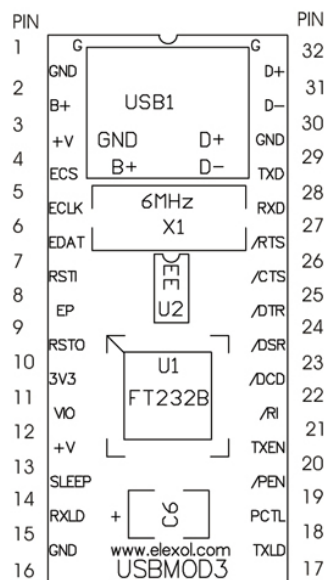 PIN PIN
1 G G 32
GND D+
2 31
B+ USB1 D-
3 30
+V GND D+ GND
4 29
ECS B+ D- TXD
5 28
ECLK 6MHz RXD
6 X1 27
EDAT /RTS
7 26
RSTI EE /CTS
8 25
EP U2 /DTR
9 24
RSTO /DSR
10 U1 23
3V3 FT232B /DCD
11 22
VIO /RI
12 21
+V TXEN
13 20
SLEEP /PEN
14 19
RXLD + C6 PCTL
15 18
GND www.elexol.com TXLD
16 USBMOD3 17